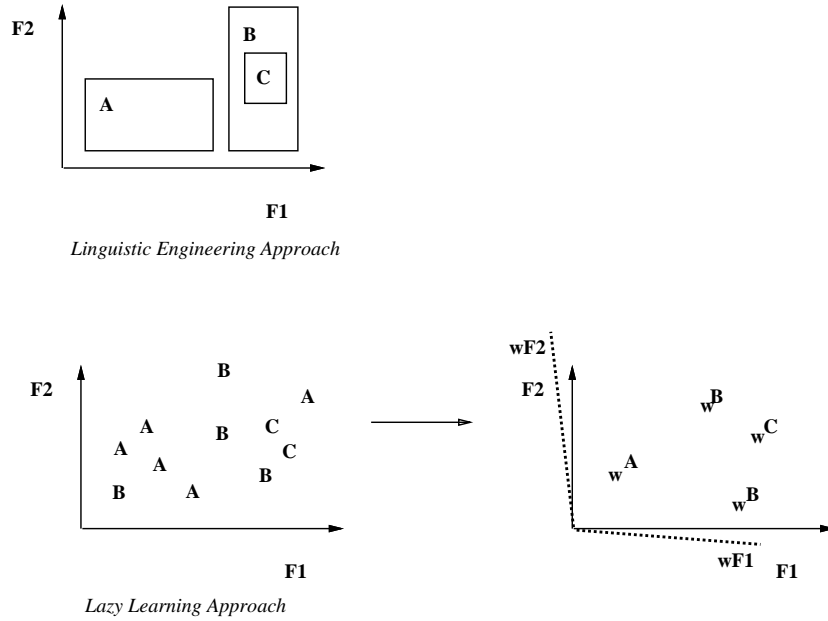 F2
B
C
A
F1
Linguistic Engineering Approach
wF2
B
F2
F2
A
wB
A
B
C
wC
A
C
A
B
wA
B
A
wB
F1
wF1
F1
Lazy Learning Approach